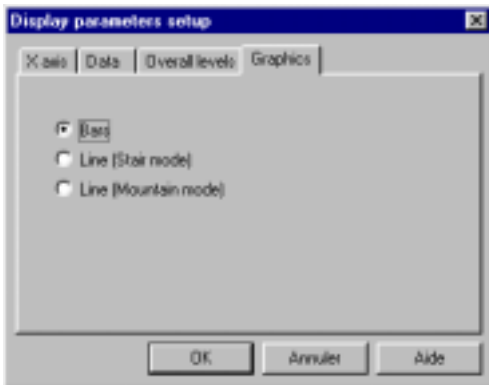 Display parameters setup
X axis Data Overall levels Graphics
Bars
Line (Stair mode)
Line (Mountain mode)
OK Annuler Aide